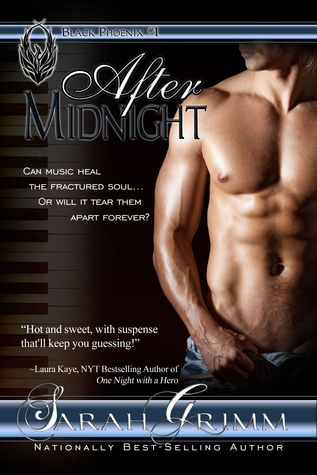 BLACK PHOENIX #1
After
MIDNIGHT
CAN MUSIC HEAL
THE FRACTURED SOUL...
OR WILL IT TEAR THEM
APART FOREVER?
“Hot and sweet, with suspense
that'll keep you guessing!”
~Laura Kaye, NYT Bestselling Author of
One Night with a Hero
SARAH GRIMM
NATIONALLY BEST-SELLING AUTHOR